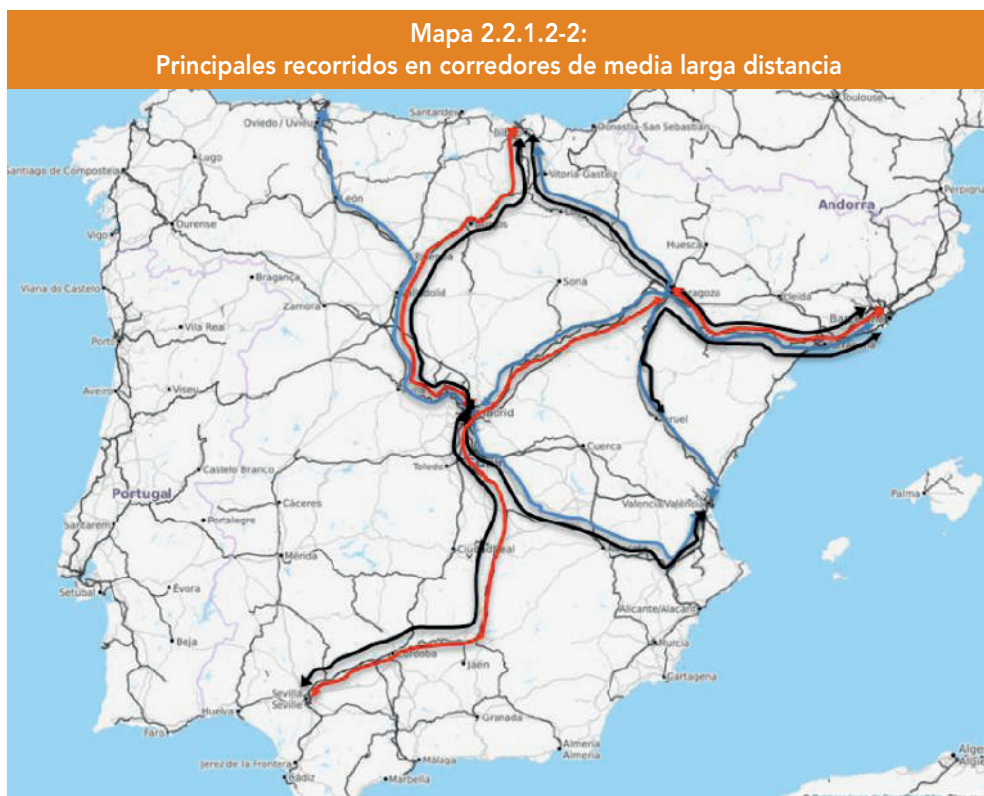 Mapa 2.2.1.2-2:
Principales recorridos en corredores de media larga distancia
Toulouse
Santander
Oviedo / Uviéu
Donostia-San Sebastián
Lugo
Santiago de Compostela
Vitoria-Gasteiz
Perpigna
León
Andorra
Ourense
Vigo
Huesca
Bragança
Soria
Viana do Castelo
Zamora
Vila Real
Porto
Aveiro
Viseu
Madrid
Cuenca
Toledo
Castelo Branco
Portugal
Cáceres
Valencia/València
Palma
Santarém
Portalegre
Ciudad Real
Mérida
Setúbal
Évora
Alicante/Alacant
Beja
Murcia
Córdoba
Jaén
Cartagena
Sevilla
Seville
Huelva
Granada
Faro
Almería
Almeria
Jerez de la Frontera
Málaga
Cádiz
Marbella